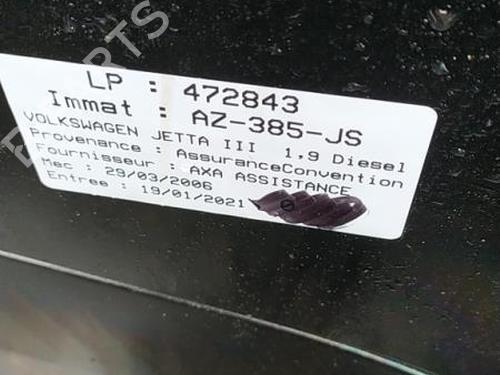 PARTS
LP : 472843
Immat : AZ-385-JS
VOLKSWAGEN JETTA III 1,9 Diesel
Provenance : AssuranceConvention
Fournisseur : AXA ASSISTANCE
Mec : 29/03/2006
Entree : 19/01/2021